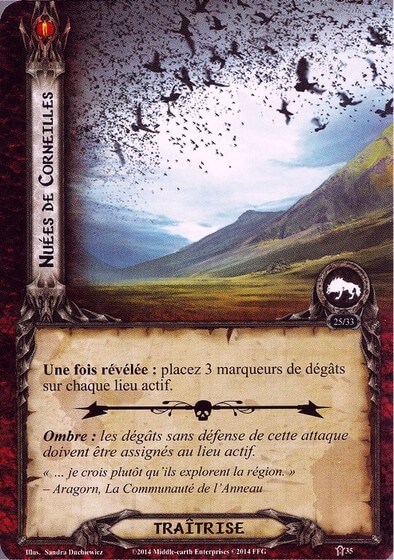 NUÉES DE CORNEILLES
25/33
Une fois révélée : placez 3 marqueurs de dégâts
sur chaque lieu actif.
Ombre : les dégâts sans défense de cette attaque
doivent être assignés au lieu actif.
« ... je crois plutôt qu'ils explorent la région. »
– Aragorn, La Communauté de l'Anneau
TRAÎTRISE
Illus. Sandra Duchiewicz
©2014 Middle-earth Enterprises ©2014 FFG
35